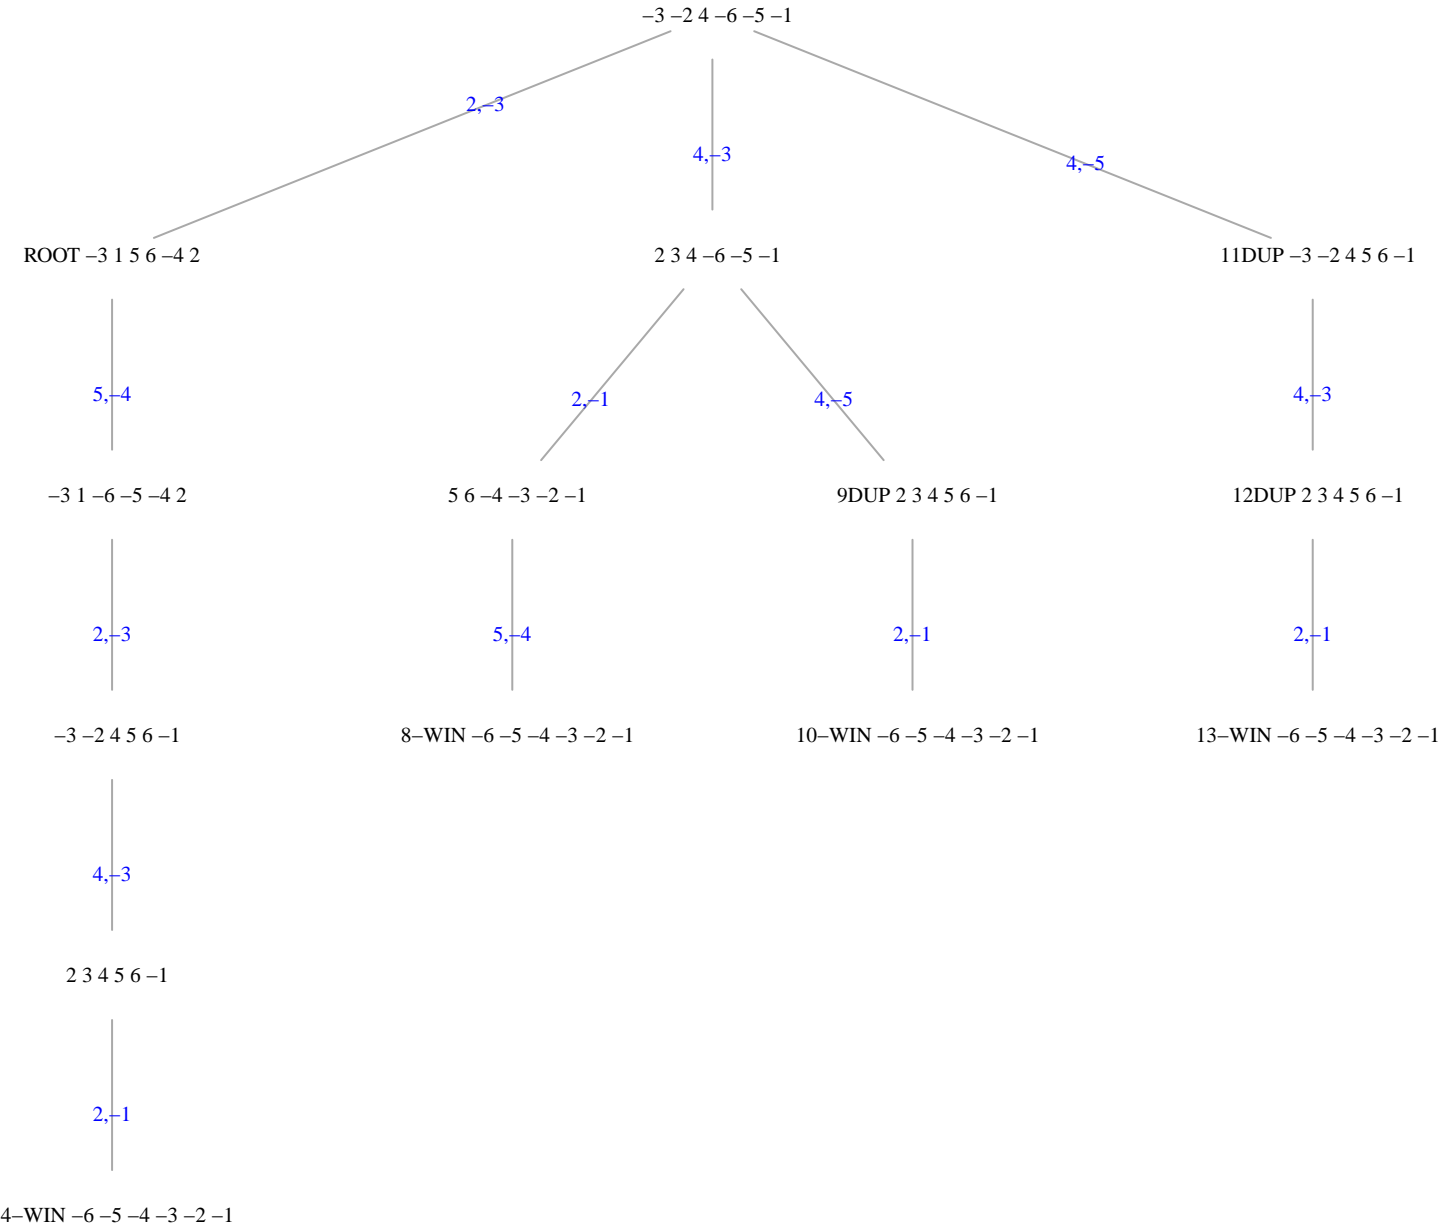 –3 –2 4 –6 –5 –1
2,–3
4,–3
4,–5
ROOT –3 1 5 6 –4 2
2 3 4 –6 –5 –1
11DUP –3 –2 4 5 6 –1
5,–4
2,–1
4,–5
4,–3
–3 1 –6 –5 –4 2
5 6 –4 –3 –2 –1
9DUP 2 3 4 5 6 –1
12DUP 2 3 4 5 6 –1
2,–3
5,–4
2,–1
2,–1
–3 –2 4 5 6 –1
8–WIN –6 –5 –4 –3 –2 –1
10–WIN –6 –5 –4 –3 –2 –1
13–WIN –6 –5 –4 –3 –2 –1
4,–3
2 3 4 5 6 –1
2,–1
4–WIN –6 –5 –4 –3 –2 –1